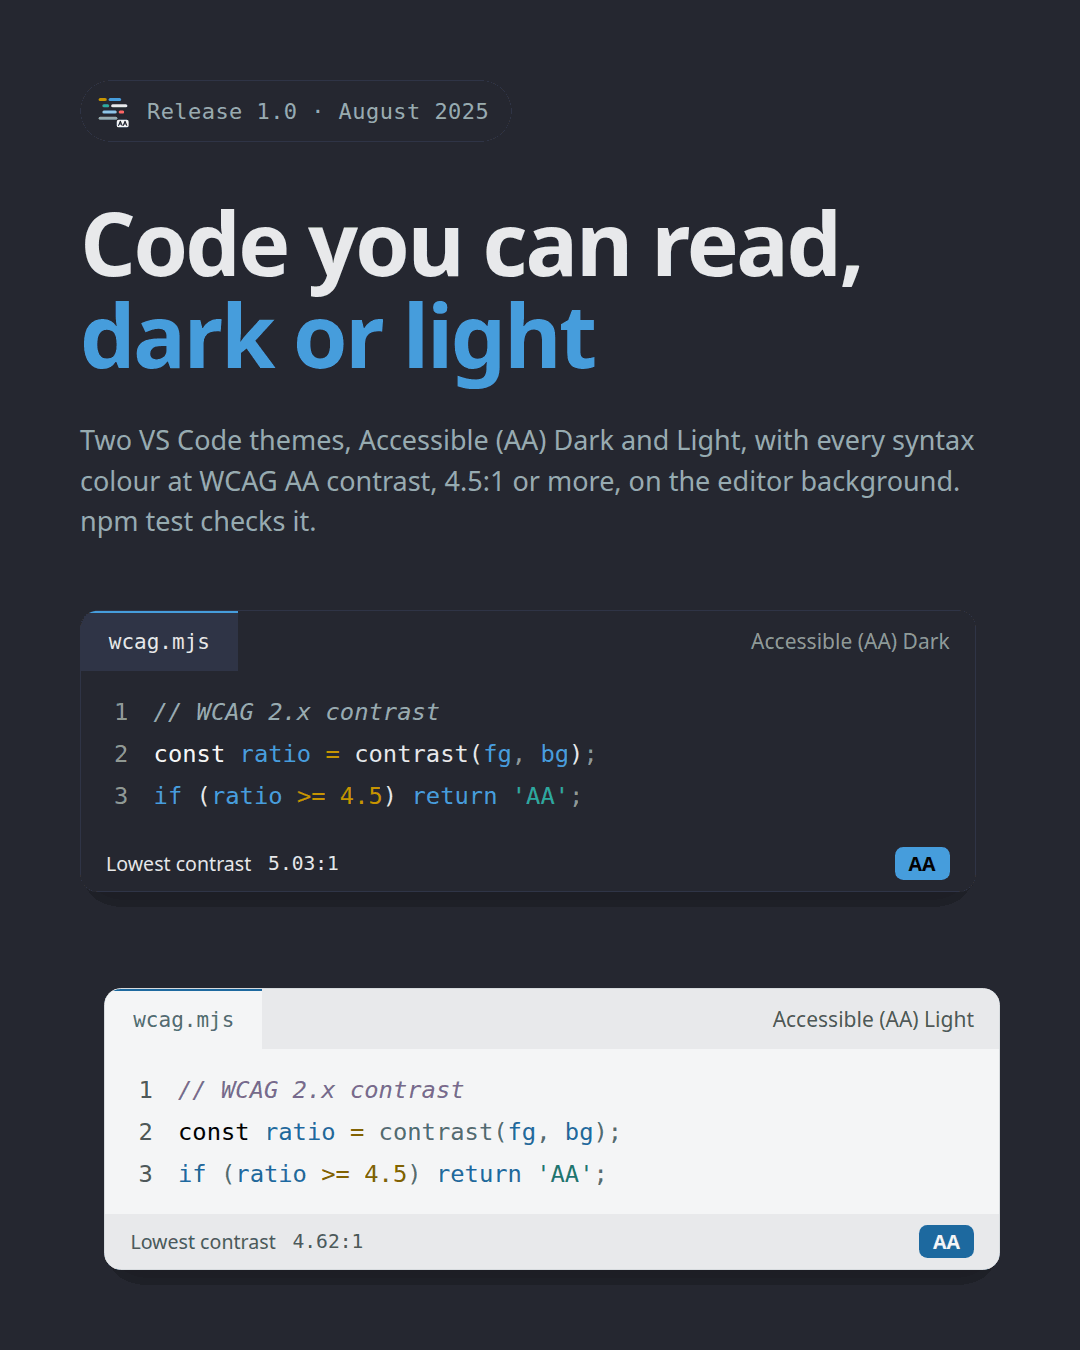 AA
Release 1.0 · August 2025
Code you can read,
dark or light
Two VS Code themes, Accessible (AA) Dark and Light, with every syntax
colour at WCAG AA contrast, 4.5:1 or more, on the editor background.
npm test checks it.
wcag.mjs
Accessible (AA) Dark
1 // WCAG 2.x contrast
2 const ratio = contrast(fg, bg);
3 if (ratio >= 4.5) return 'AA';
Lowest contrast 5.03:1
AA
wcag.mjs
Accessible (AA) Light
1 // WCAG 2.x contrast
2 const ratio = contrast(fg, bg);
3 if (ratio >= 4.5) return 'AA';
Lowest contrast 4.62:1
AA